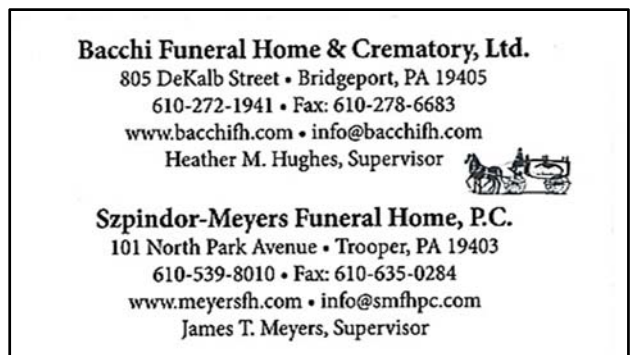 Bacchi Funeral Home & Crematory, Ltd.
805 DeKalb Street • Bridgeport, PA 19405
610-272-1941 • Fax: 610-278-6683
www.bacchifh.com • info@bacchifh.com
Heather M. Hughes, Supervisor
Szpindor-Meyers Funeral Home, P.C.
101 North Park Avenue • Trooper, PA 19403
610-539-8010 • Fax: 610-635-0284
www.meyersfh.com • info@smfhpc.com
James T. Meyers, Supervisor